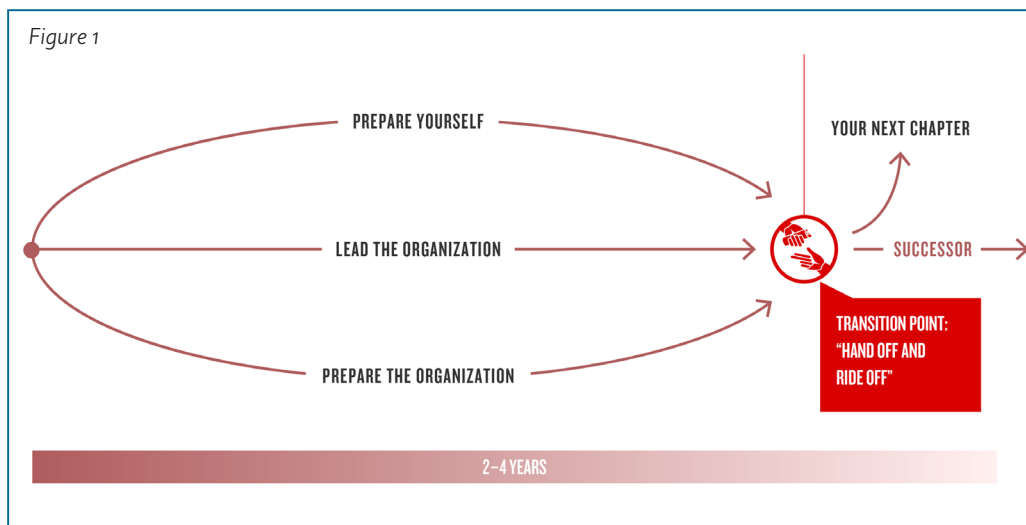 Figure 1
PREPARE YOURSELF
YOUR NEXT CHAPTER
LEAD THE ORGANIZATION
SUCCESSOR
TRANSITION POINT:
“HAND OFF AND
RIDE OFF”
PREPARE THE ORGANIZATION
2–4 YEARS